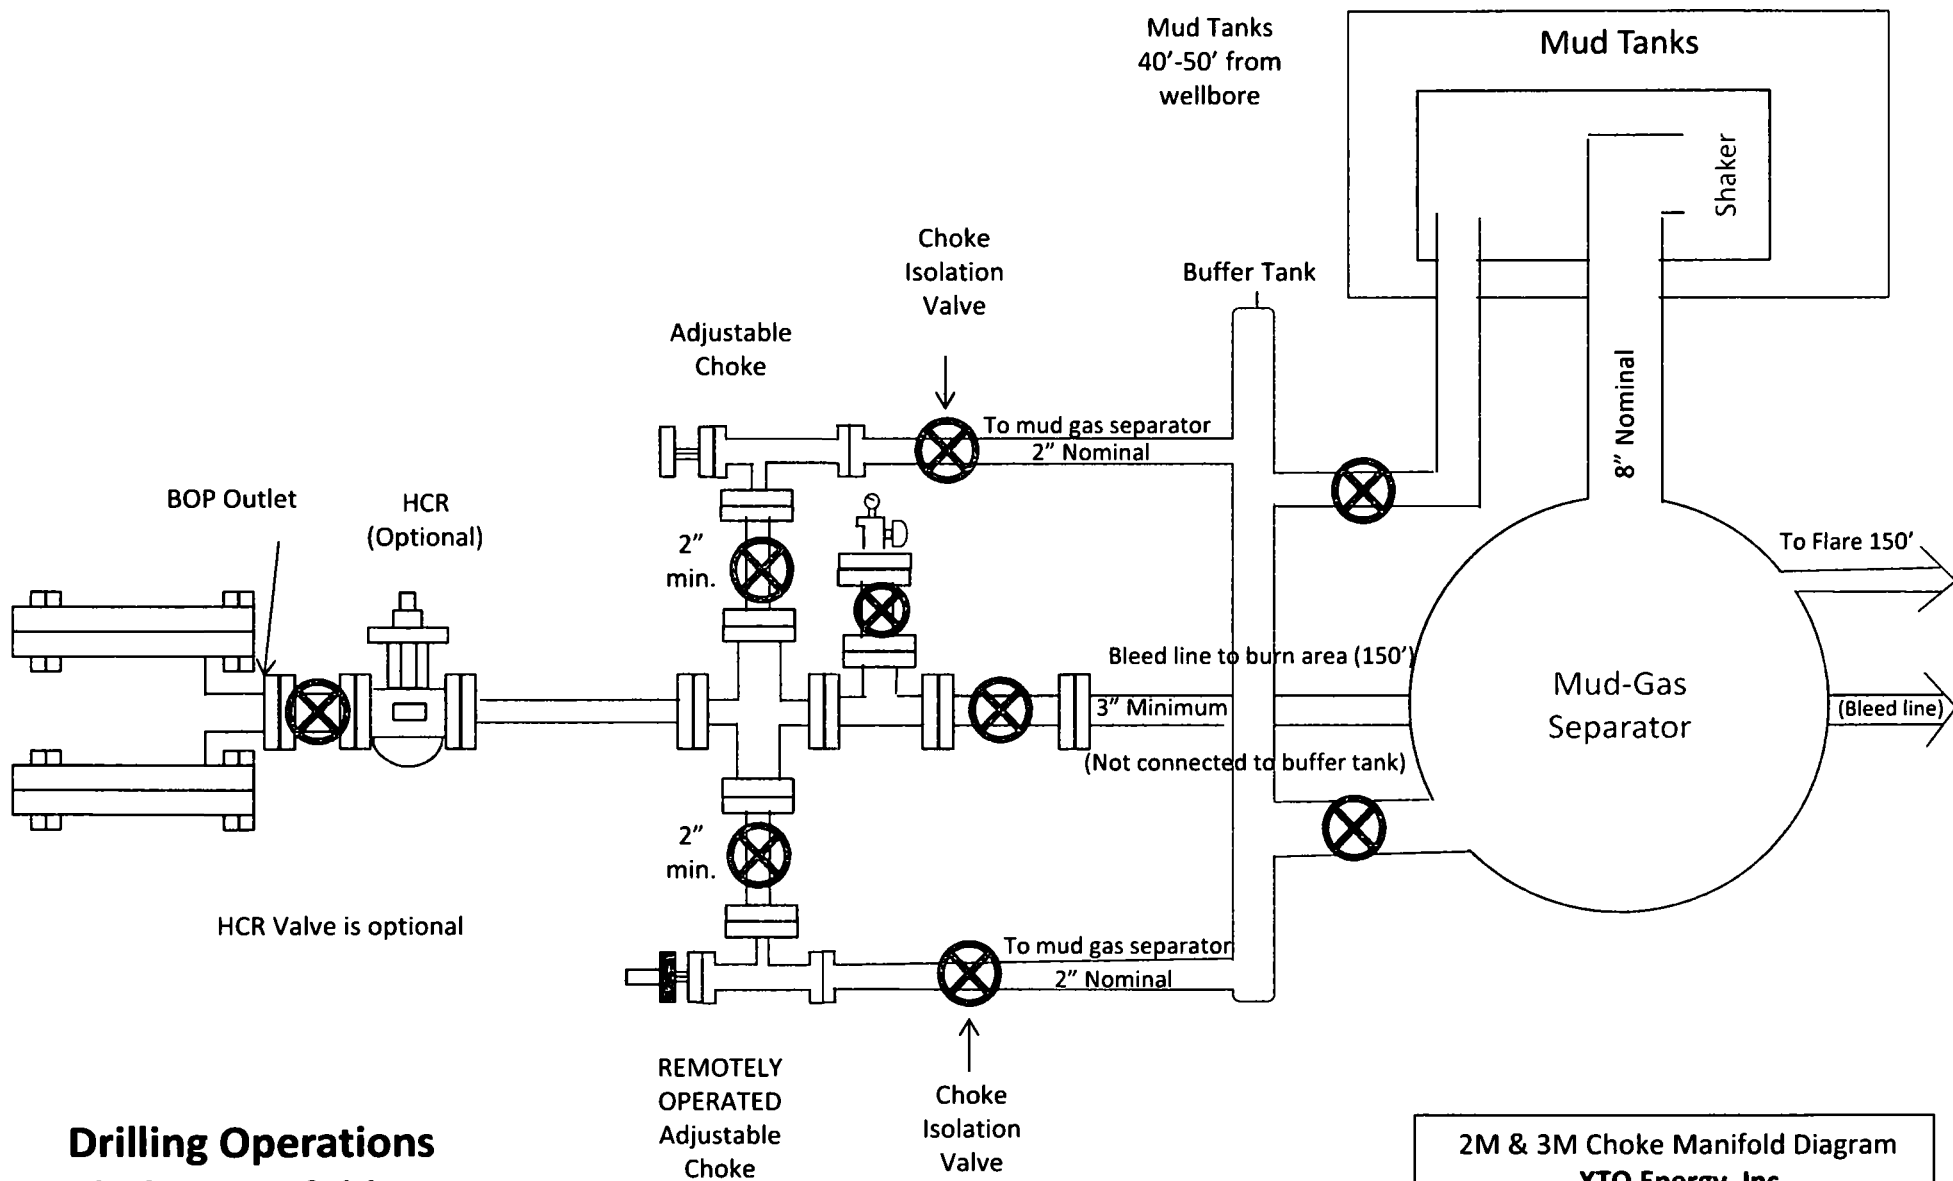 Mud Tanks
40'-50' from
wellbore
Mud Tanks
Shaker
Choke
Isolation
Valve
Buffer Tank
Adjustable
Choke
To mud gas separator
2” Nominal
8” Nominal
BOP Outlet
HCR
(Optional)
2”
min.
To Flare 150'
Bleed line to burn area (150')
3” Minimum
(Not connected to buffer tank)
Mud-Gas
Separator
(Bleed line)
2”
min.
HCR Valve is optional
To mud gas separator
2” Nominal
REMOTELY
OPERATED
Adjustable
Choke
Choke
Isolation
Valve
Drilling Operations
2M & 3M Choke Manifold Diagram
XTO Energy, Inc.